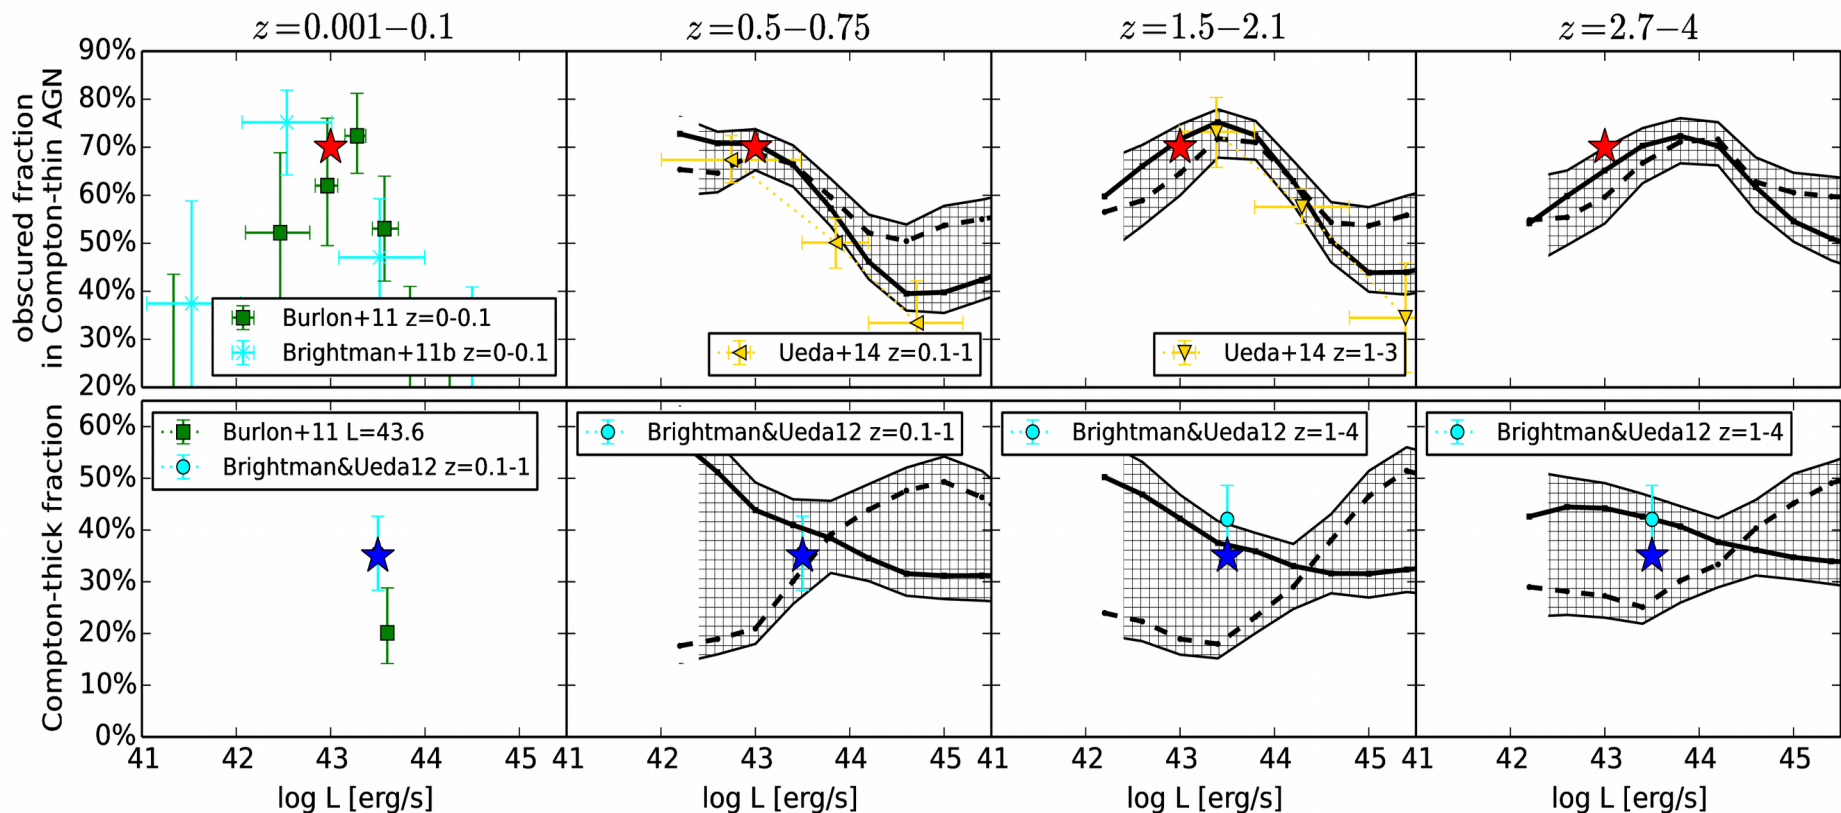 z=0.001−0.1 z=0.5−0.75 z=1.5−2.1 z=2.7−4
obscured fraction
in Compton-thin AGN
90%
80%
70%
60%
50%
40%
30%
20%
Burlon+11 z=0-0.1
Brightman+11b z=0-0.1
Ueda+14 z=0.1-1
Ueda+14 z=1-3
Compton-thick fraction
60%
50%
40%
30%
20%
10%
0%
Burlon+11 L=43.6
Brightman&Ueda12 z=0.1-1
Brightman&Ueda12 z=0.1-1
Brightman&Ueda12 z=1-4
Brightman&Ueda12 z=1-4
41 42 43 44 45 41 42 43 44 45 41 42 43 44 45 41 42 43 44 45
log L [erg/s] log L [erg/s] log L [erg/s] log L [erg/s]